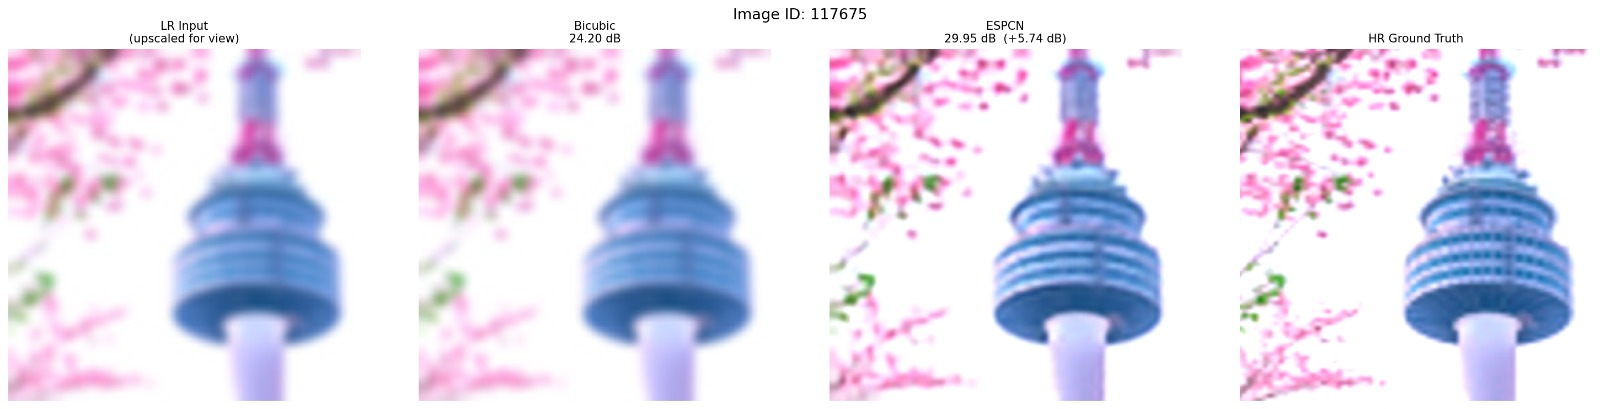 Image ID: 117675
LR Input
(upscaled for view)
Bicubic
24.20 dB
ESPCN
29.95 dB (+5.74 dB)
HR Ground Truth